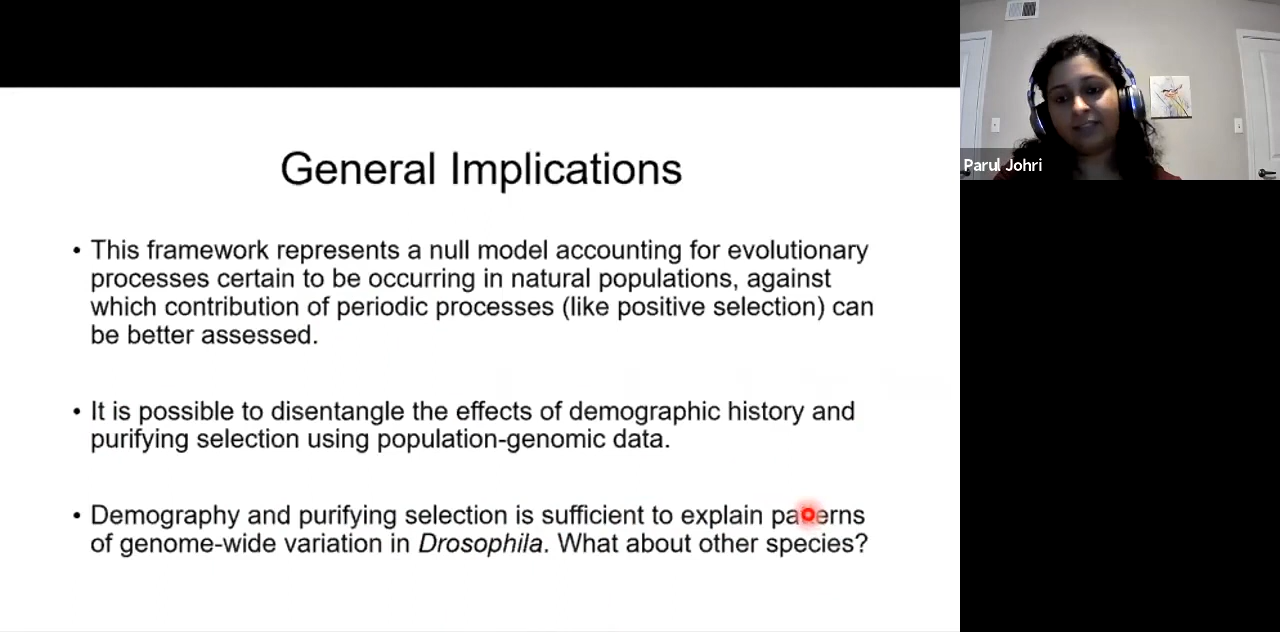 General Implications
• This framework represents a null model accounting for evolutionary
processes certain to be occurring in natural populations, against
which contribution of periodic processes (like positive selection) can
be better assessed.
• It is possible to disentangle the effects of demographic history and
purifying selection using population-genomic data.
• Demography and purifying selection is sufficient to explain patterns
of genome-wide variation in Drosophila. What about other species?
Parul Johri